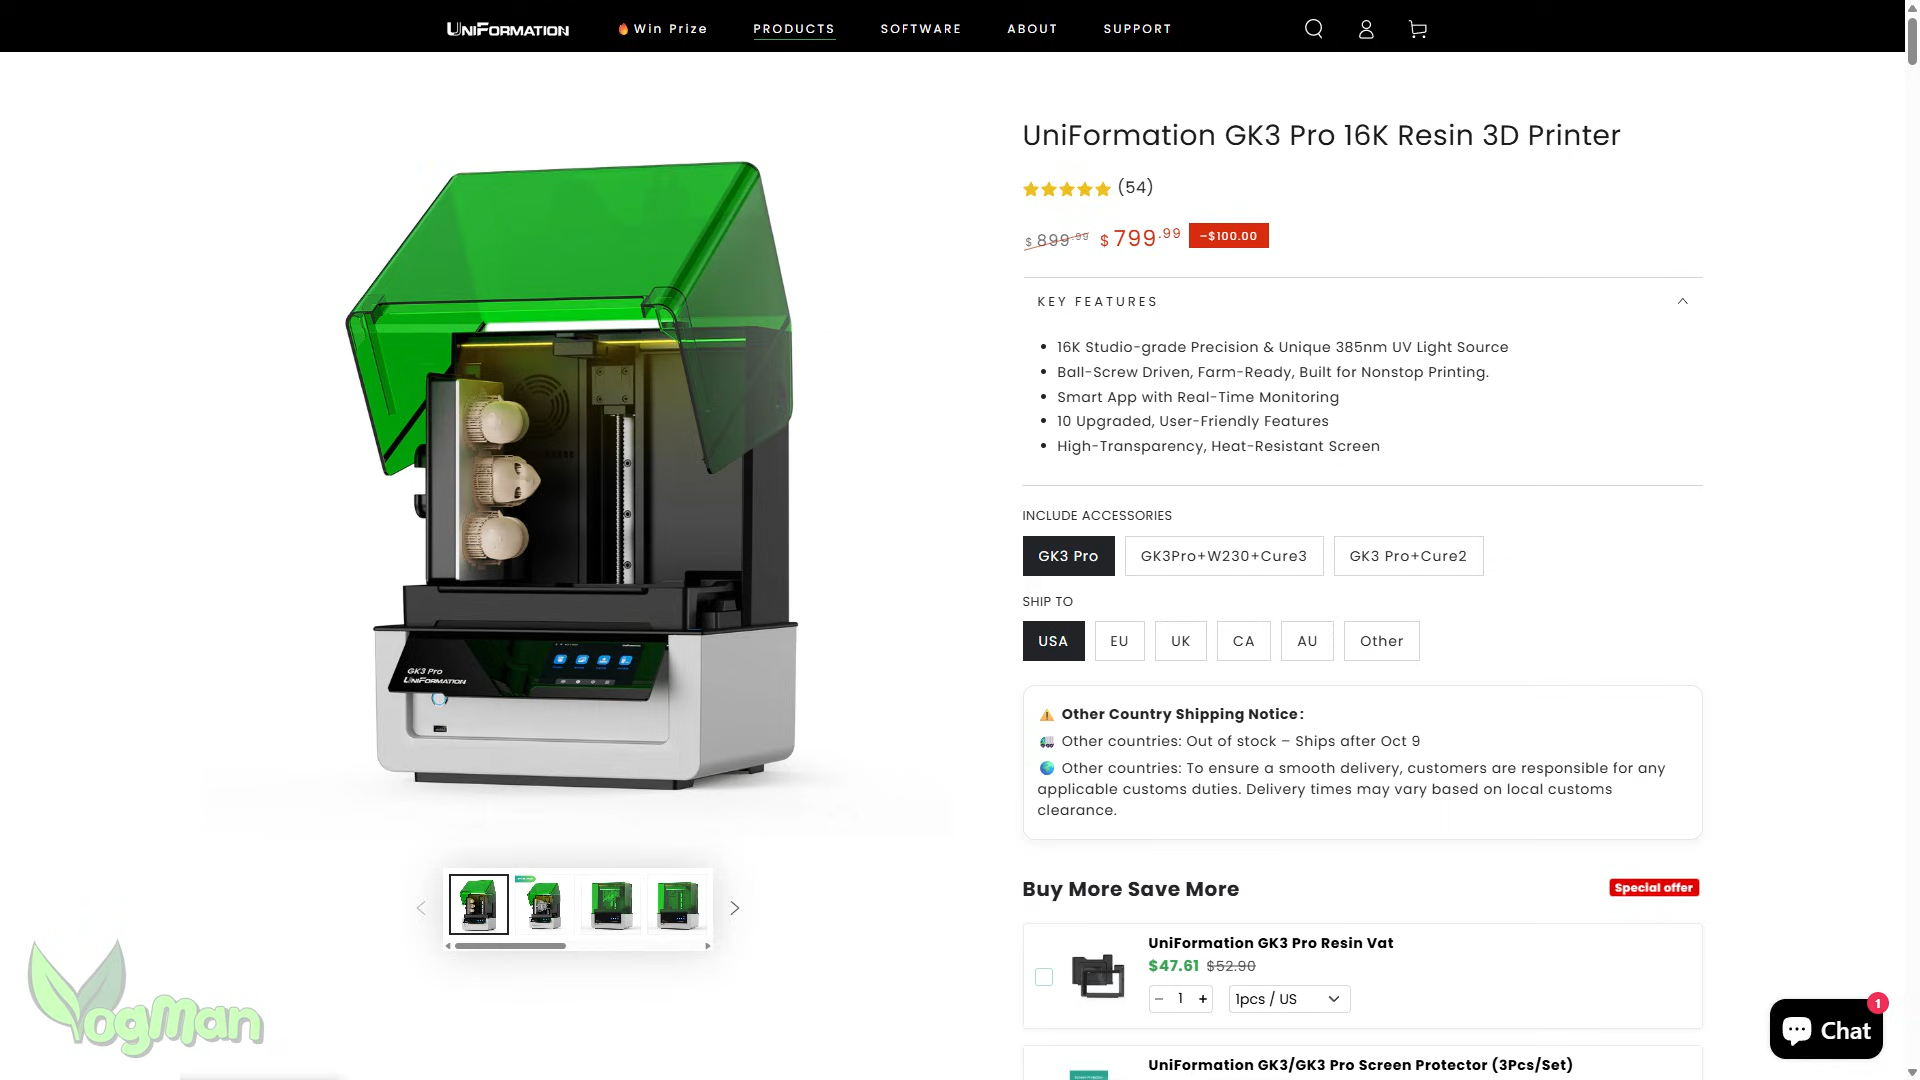 UNIFORMATION
Win Prize
PRODUCTS
SOFTWARE
ABOUT
SUPPORT
UniFormation GK3 Pro 16K Resin 3D Printer
(54)
$899.99 $799.99 -$100.00
KEY FEATURES
16K Studio-grade Precision & Unique 385nm UV Light Source
Ball-Screw Driven, Farm-Ready, Built for Nonstop Printing.
Smart App with Real-Time Monitoring
10 Upgraded, User-Friendly Features
High-Transparency, Heat-Resistant Screen
INCLUDE ACCESSORIES
GK3 Pro
GK3Pro+W230+Cure3
GK3 Pro+Cure2
SHIP TO
USA
EU
UK
CA
AU
Other
Other Country Shipping Notice:
Other countries: Out of stock – Ships after Oct 9
Other countries: To ensure a smooth delivery, customers are responsible for any
applicable customs duties. Delivery times may vary based on local customs
clearance.
Buy More Save More
Special offer
UniFormation GK3 Pro Resin Vat
$47.61 $52.90
− 1 +
1pcs / US
UniFormation GK3/GK3 Pro Screen Protector (3Pcs/Set)
GK3 Pro
UNIFORMATION
YogMan
1
Chat